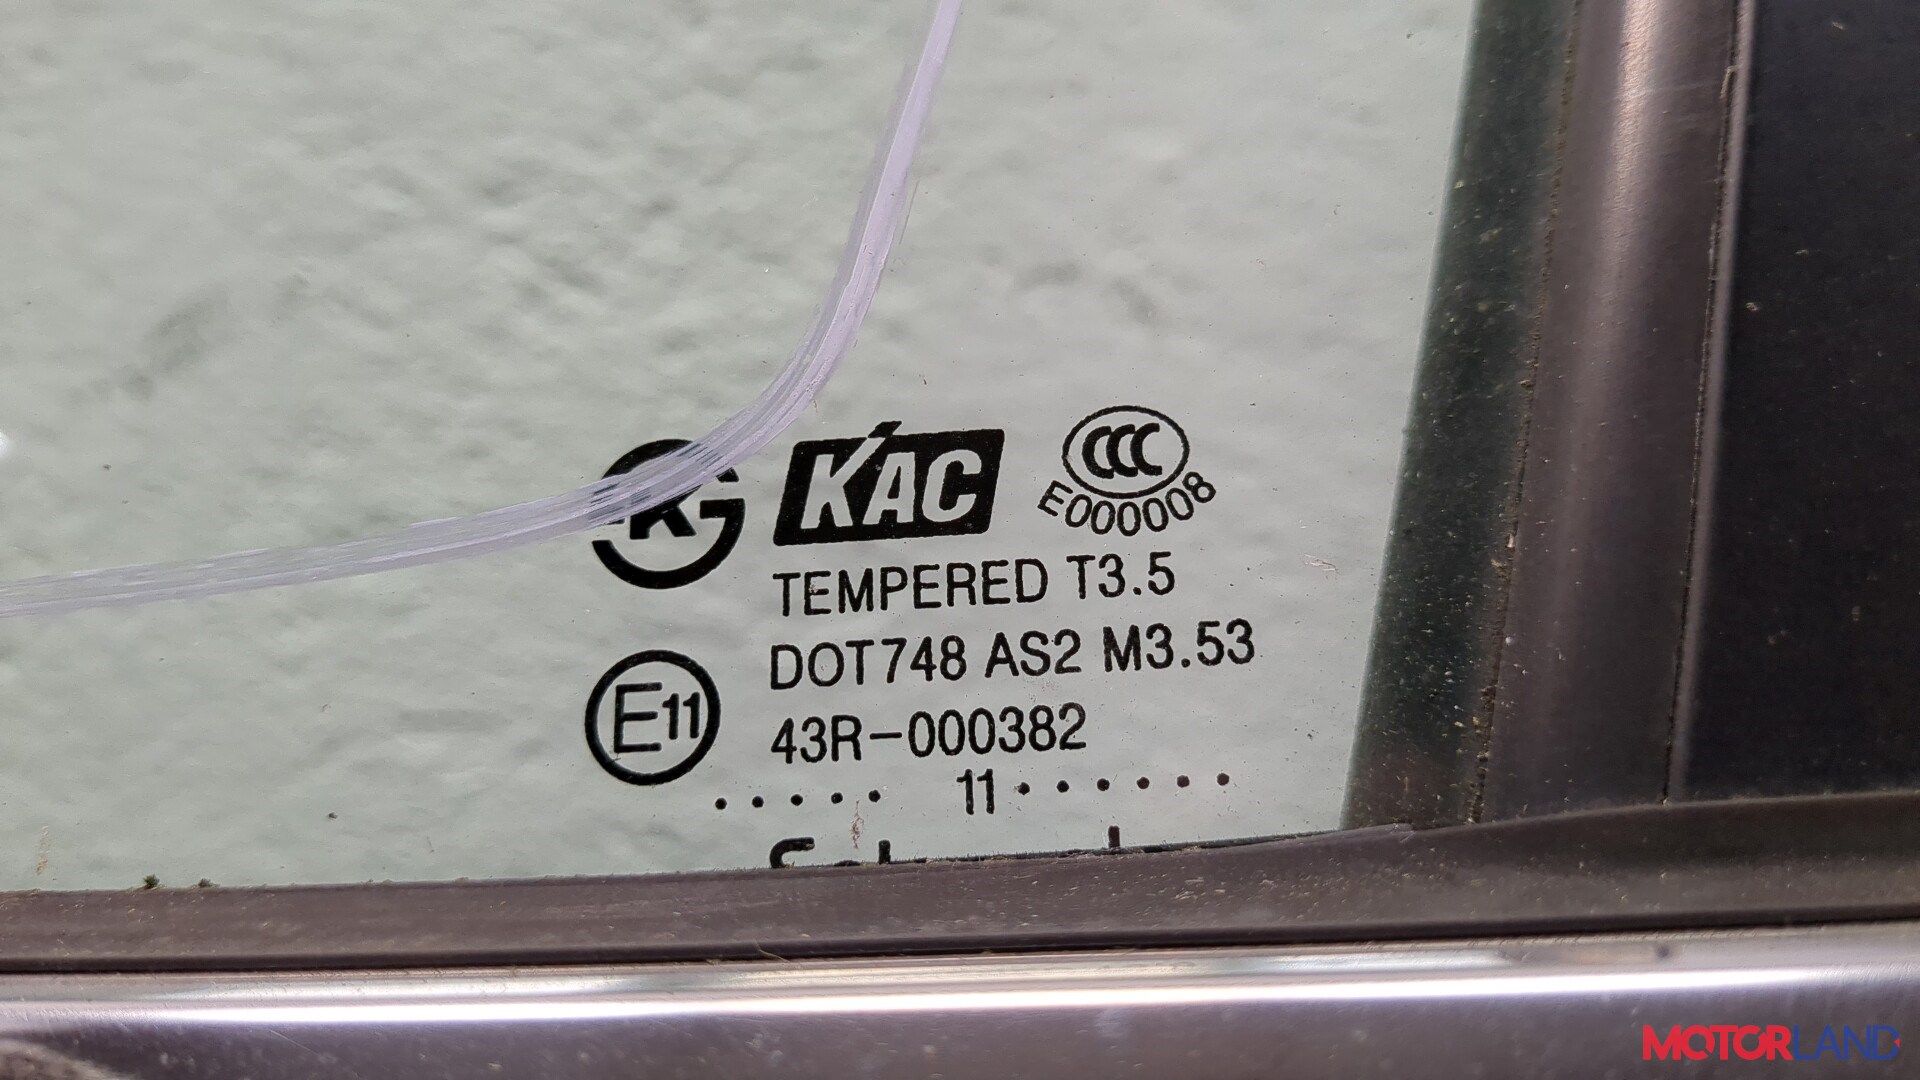 KAC
CCC
E000008
TEMPERED T3.5
DOT748 AS2 M3.53
E11
43R-000382
..... 11......
MOTORLAND